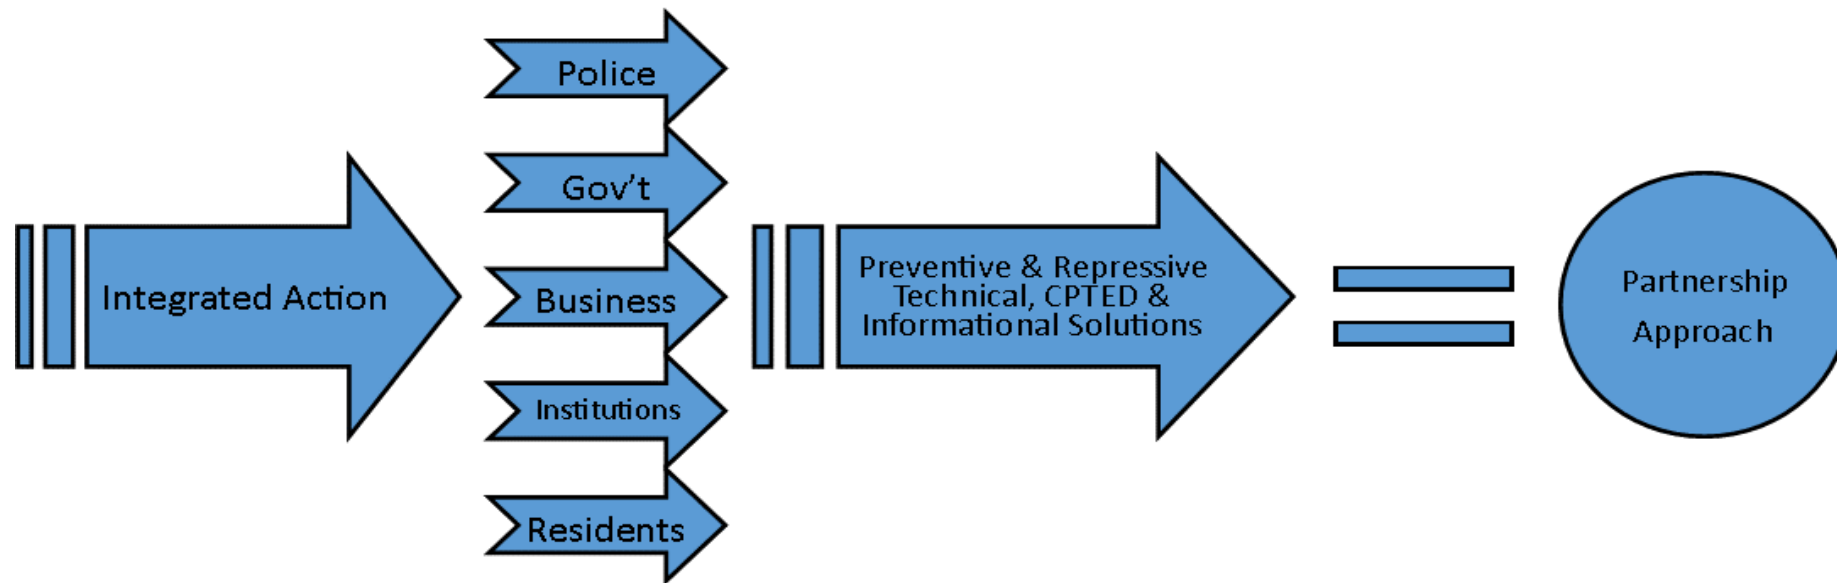 Integrated Action
Police
Gov't
Business
Institutions
Residents
Preventive & Repressive
Technical, CPTED &
Informational Solutions
Partnership
Approach